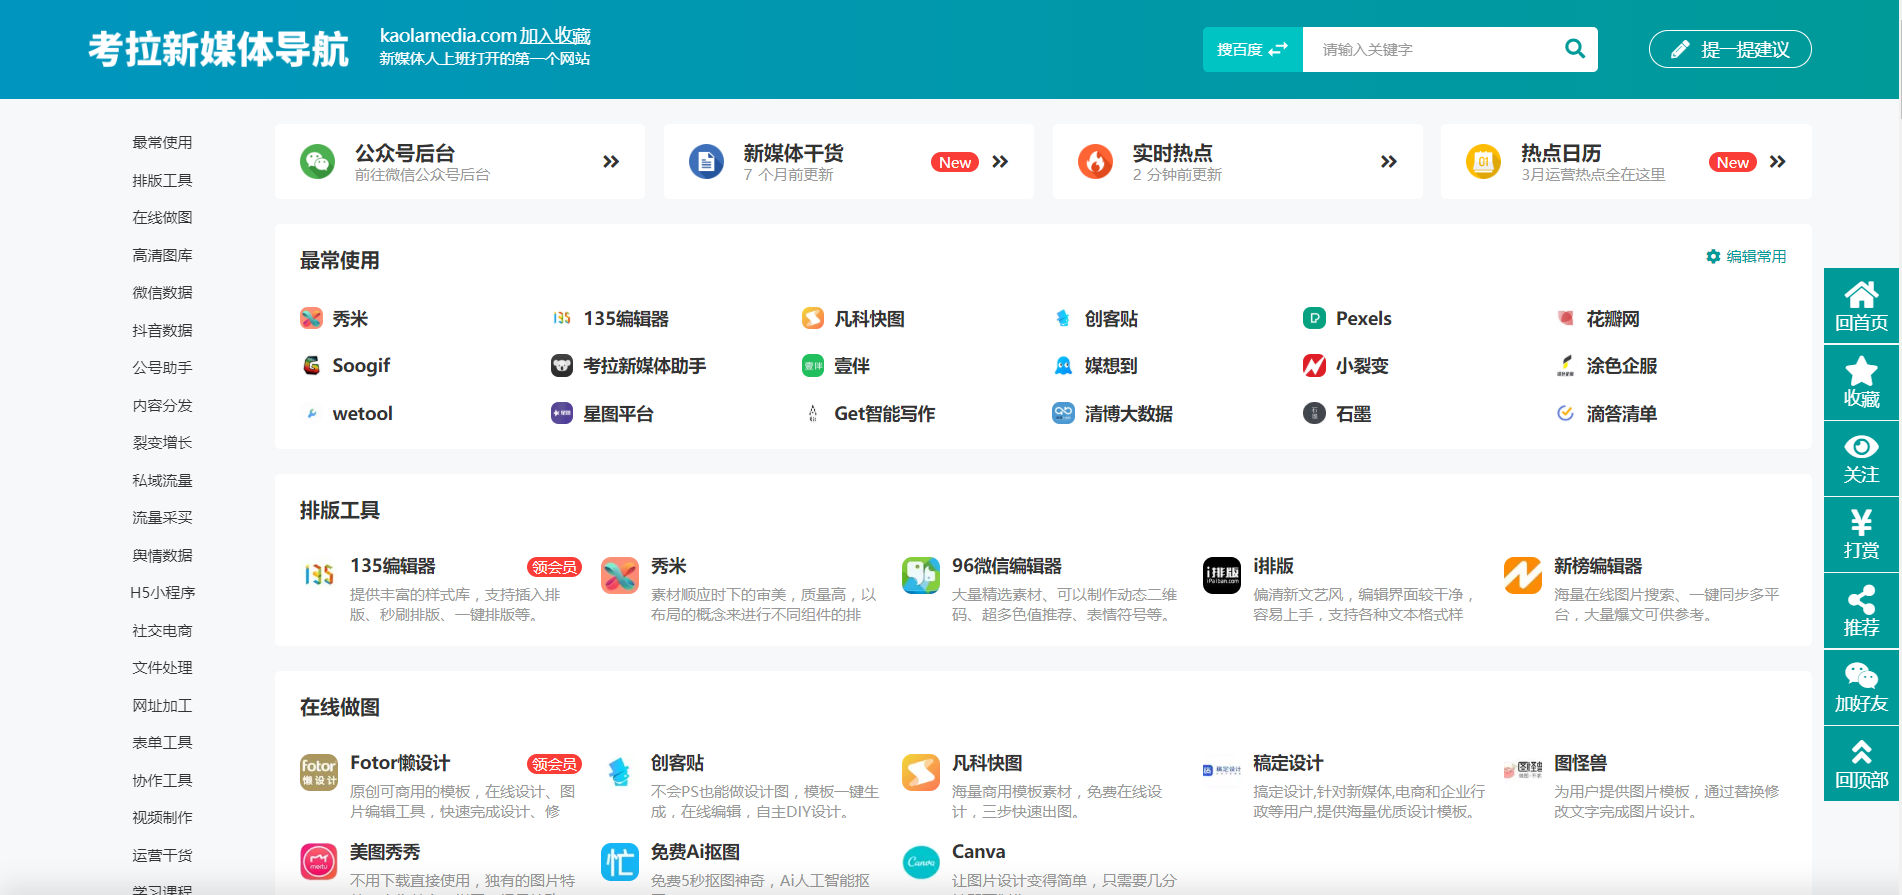 考拉新媒体导航
kaolamedia.com 加入收藏
新媒体人上班打开的第一个网站
搜百度
请输入关键字
提一提建议
最常使用
排版工具
在线做图
高清图库
微信数据
抖音数据
公号助手
内容分发
裂变增长
私域流量
流量采买
舆情数据
H5小程序
社交电商
文件处理
网址加工
表单工具
协作工具
视频制作
运营干货
学习课程
公众号后台
前往微信公众号后台
新媒体干货
7 个月前更新
New
实时热点
2 分钟前更新
01
热点日历
3月运营热点全在这里
New
最常使用
编辑常用
秀米
135编辑器
凡科快图
创客贴
Pexels
花瓣网
Soogif
考拉新媒体助手
壹伴
媒想到
小裂变
涂色企服
wetool
星图平台
Get智能写作
清博大数据
石墨
滴答清单
排版工具
135编辑器
领会员
提供丰富的样式库，支持插入排
版、秒刷排版、一键排版等。
秀米
素材顺应时下的审美，质量高，以
布局的概念来进行不同组件的排
96微信编辑器
大量精选素材、可以制作动态二维
码、超多色值推荐、表情符号等。
i排版
iPaiban.com
i排版
偏清新文艺风，编辑界面较干净，
容易上手，支持各种文本格式样
新榜编辑器
海量在线图片搜索、一键同步多平
台，大量爆文可供参考。
在线做图
fotor
懒设计
Fotor懒设计
领会员
原创可商用的模板，在线设计、图
片编辑工具，快速完成设计、修
创客贴
不会PS也能做设计图，模板一键生
成，在线编辑，自主DIY设计。
凡科快图
海量商用模板素材，免费在线设
计，三步快速出图。
稿定设计
稿定设计
搞定设计,针对新媒体,电商和企业行
政等用户,提供海量优质设计模板。
图怪兽
为用户提供图片模板，通过替换修
改文字完成图片设计。
meitu
美图秀秀
不用下载直接使用，独有的图片特
忙
免费Ai抠图
免费5秒抠图神奇，Ai人工智能抠
Canva
Canva
让图片设计变得简单，只需要几分
回首页
收藏
关注
¥
打赏
推荐
加好友
回顶部